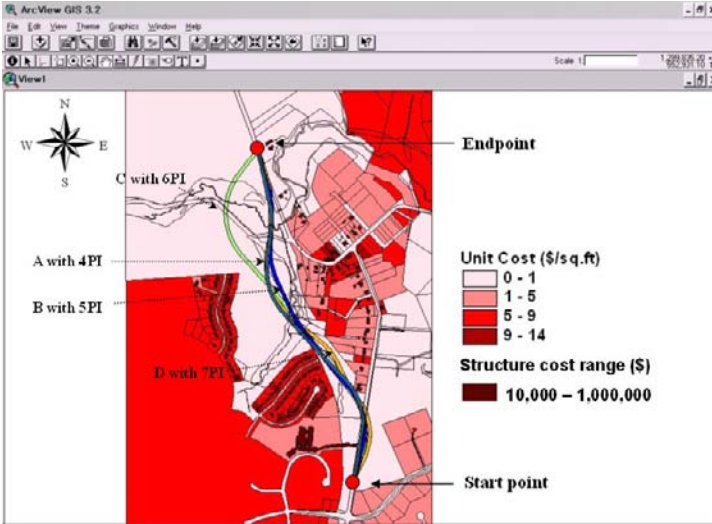 ArcView GIS 3.2
File Edit View Theme Graphics Window Help
Scale 1:
View1
N
W E
S
Endpoint
C with 6PI
A with 4PI
B with 5PI
D with 7PI
Unit Cost ($/sq.ft)
0 - 1
1 - 5
5 - 9
9 - 14
Structure cost range ($)
10,000 – 1,000,000
Start point